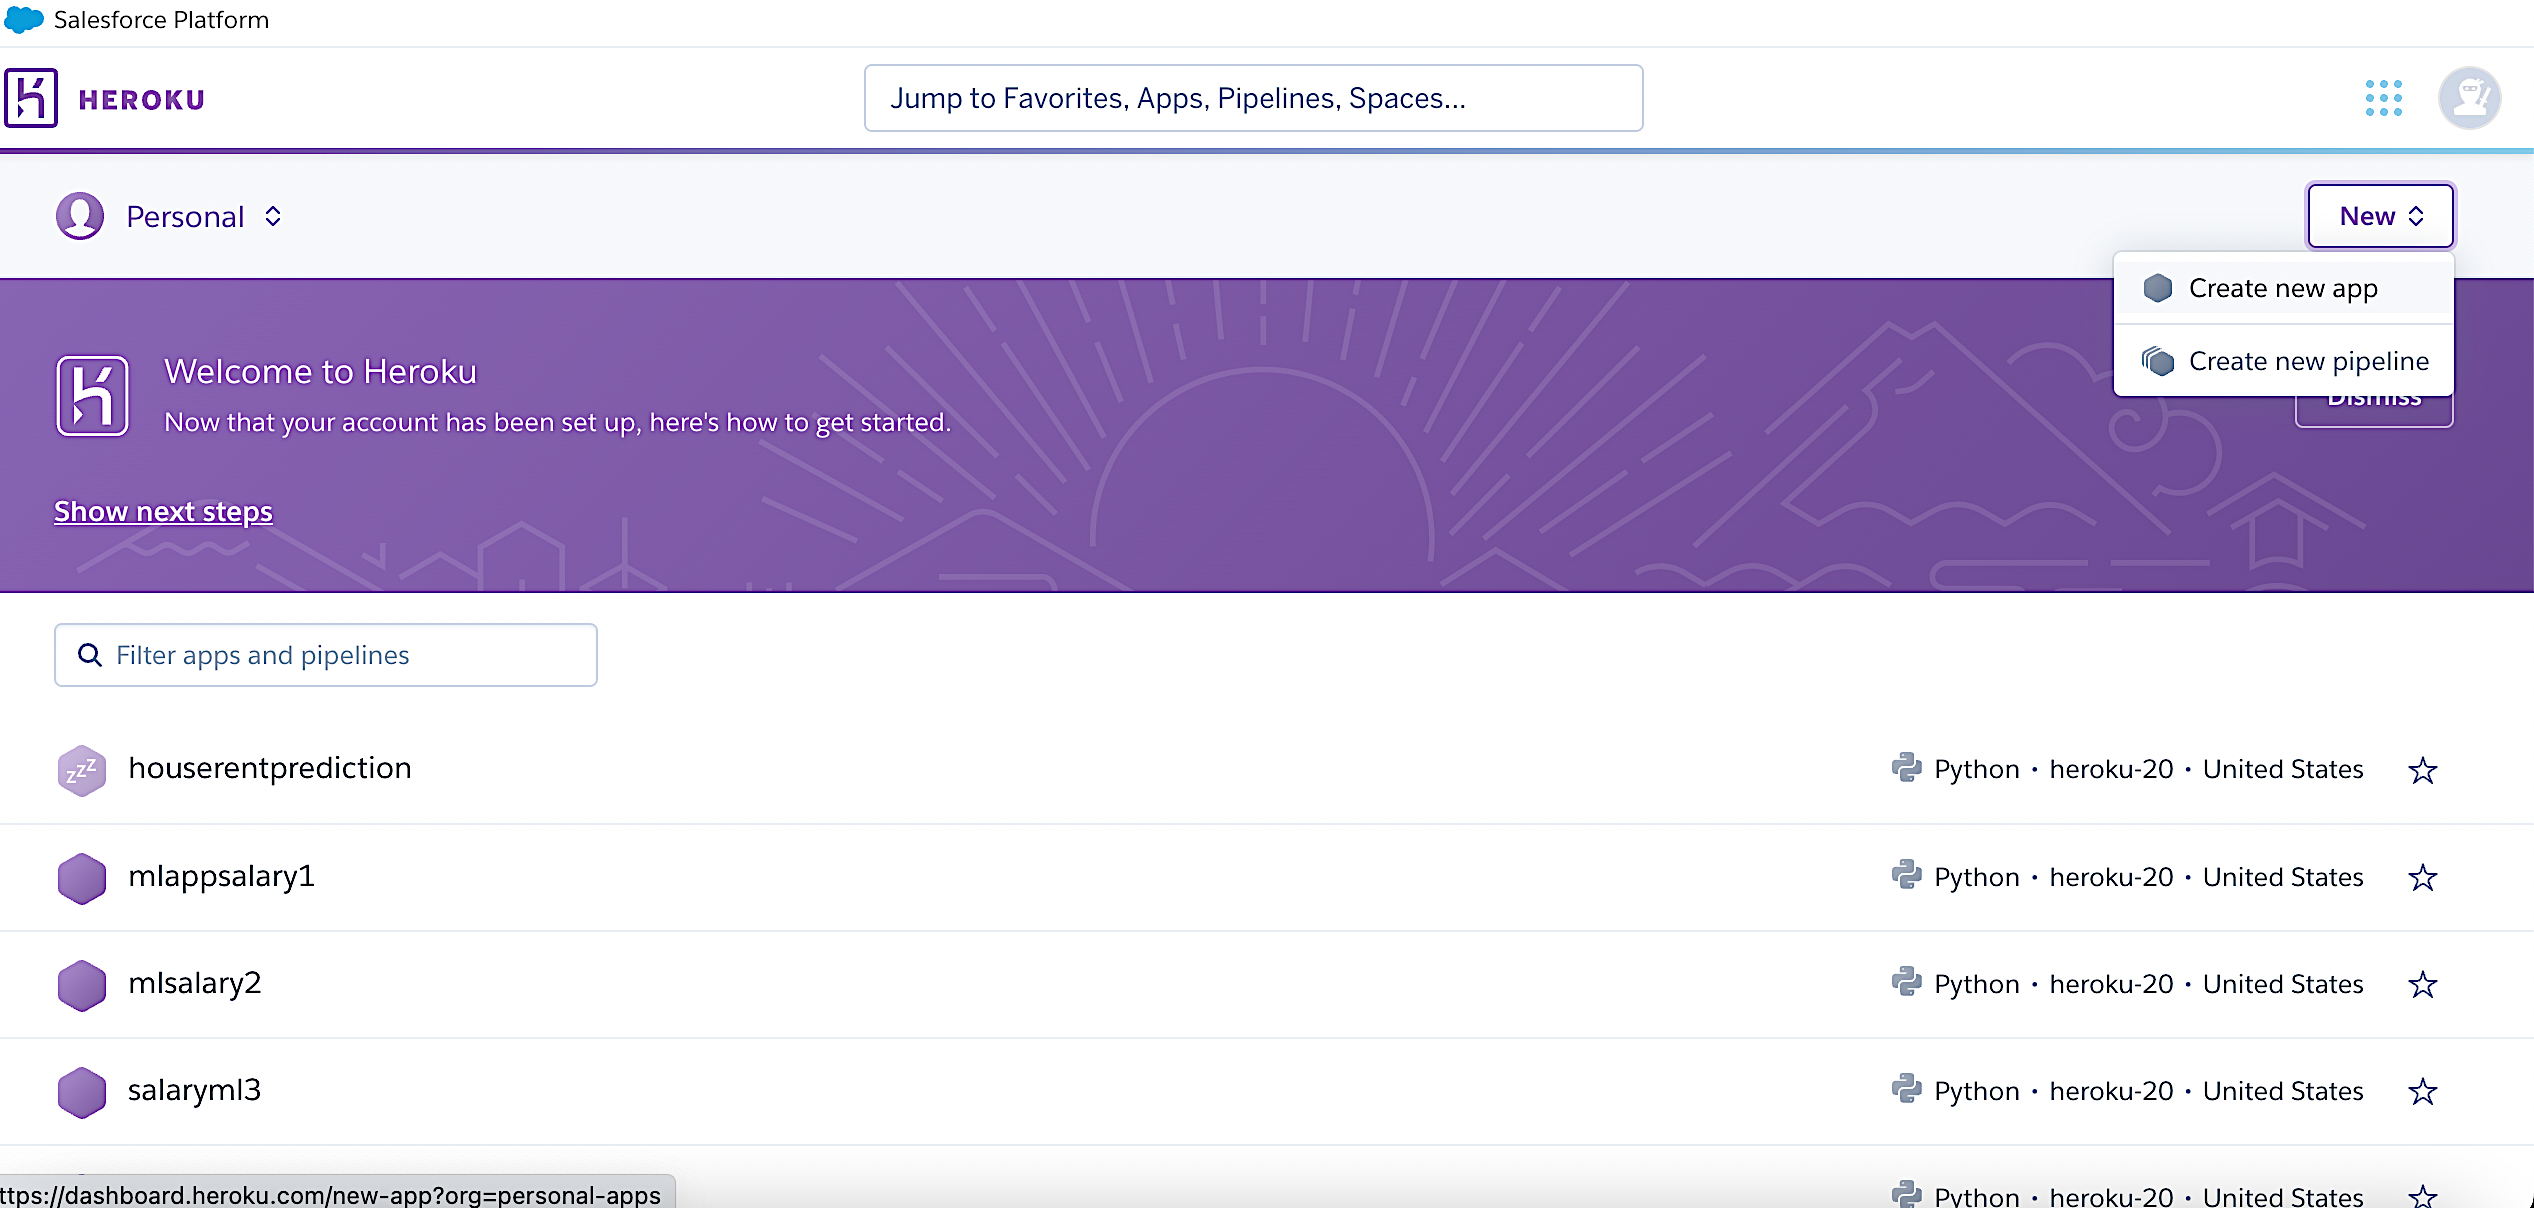 Salesforce Platform
HEROKU
Jump to Favorites, Apps, Pipelines, Spaces...
Personal
New
Create new app
Create new pipeline
Dismiss
Welcome to Heroku
Now that your account has been set up, here's how to get started.
Show next steps
Filter apps and pipelines
zzz
houserentprediction
Python • heroku-20 • United States
mlappsalary1
Python • heroku-20 • United States
mlsalary2
Python • heroku-20 • United States
salaryml3
Python • heroku-20 • United States
ttps://dashboard.heroku.com/new-app?org=personal-apps
Python • heroku-20 • United States